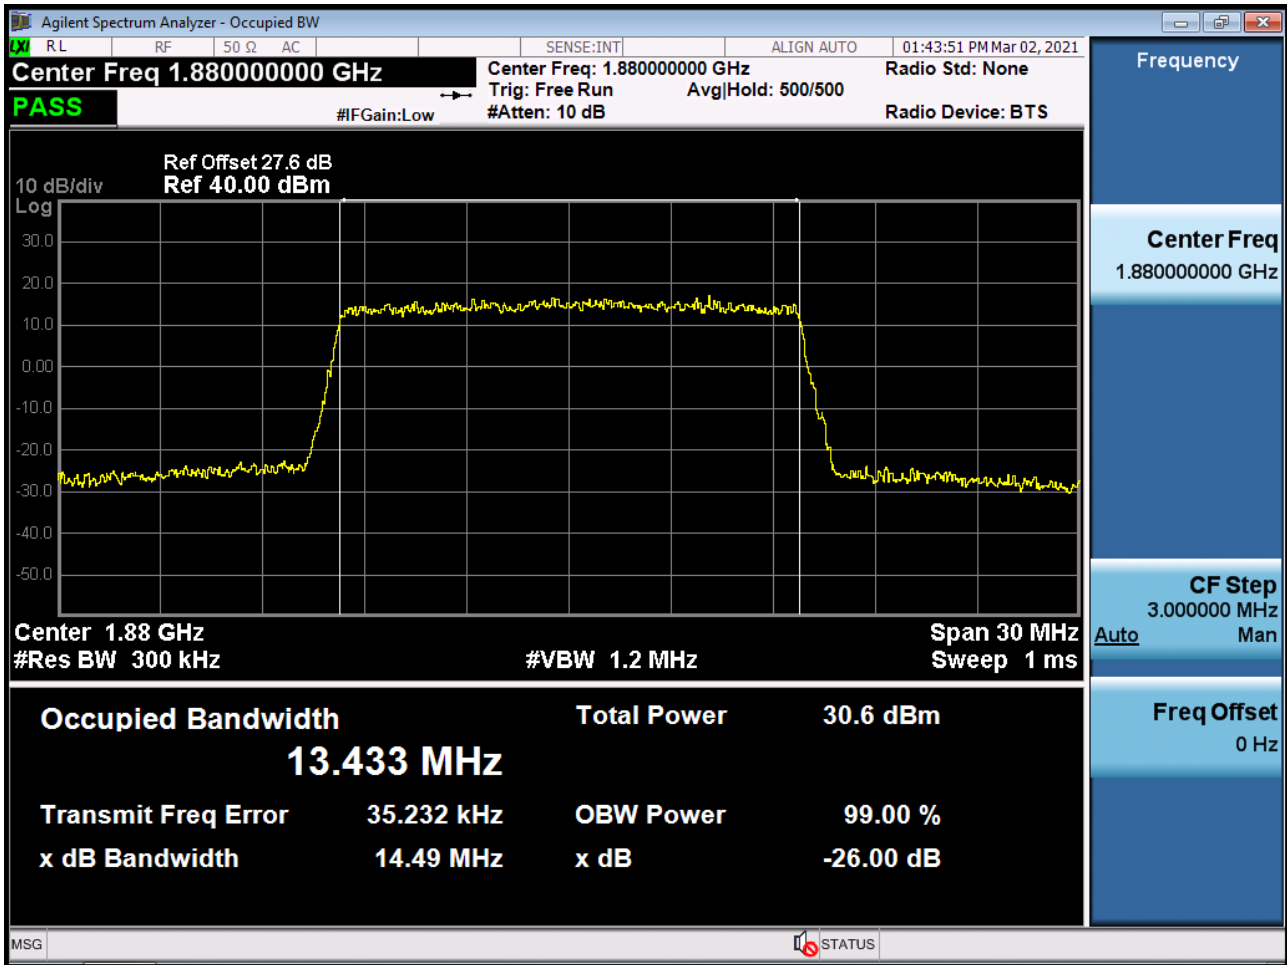 Agilent Spectrum Analyzer - Occupied BW
LXI RL RF 50 Ω AC SENSE:INT ALIGN AUTO 01:43:51 PM Mar 02, 2021
Center Freq 1.880000000 GHz
Center Freq: 1.880000000 GHz
Radio Std: None
Trig: Free Run Avg|Hold: 500/500
PASS
#IFGain:Low
#Atten: 10 dB
Radio Device: BTS
Ref Offset 27.6 dB
10 dB/div Ref 40.00 dBm
Log
30.0
20.0
10.0
0.00
-10.0
-20.0
-30.0
-40.0
-50.0
Center 1.88 GHz Span 30 MHz
#Res BW 300 kHz #VBW 1.2 MHz Sweep 1 ms
Occupied Bandwidth Total Power 30.6 dBm
13.433 MHz
Transmit Freq Error 35.232 kHz OBW Power 99.00 %
x dB Bandwidth 14.49 MHz x dB -26.00 dB
Frequency
Center Freq
1.880000000 GHz
CF Step
3.000000 MHz
Auto Man
Freq Offset
0 Hz
MSG STATUS